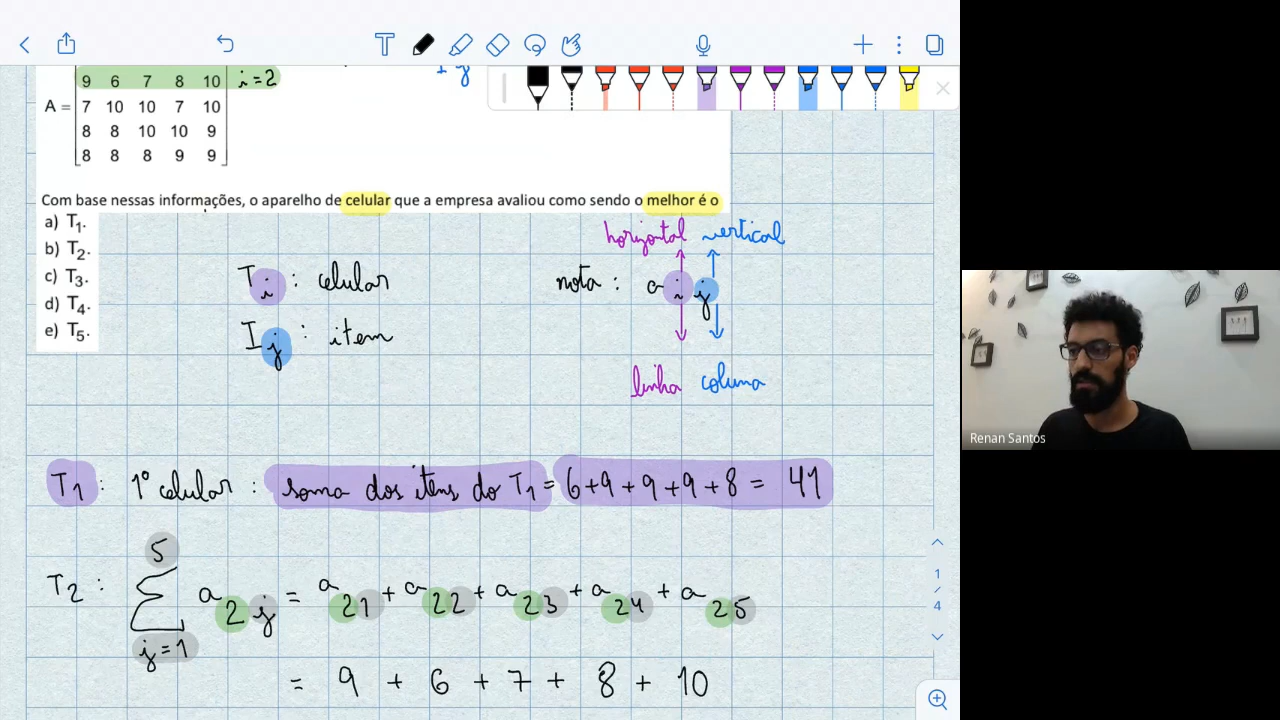 9 6 7 8 10 i=2
A = 7 10 10 7 10
8 8 10 10 9
8 8 8 9 9
Com base nessas informações, o aparelho de celular que a empresa avaliou como sendo o melhor é o
a) T1.
b) T2.
c) T3.
d) T4.
e) T5.
horizontal vertical
Ti : celular
nota : aij
Ij : item
linha coluna
T1 : 1º celular : soma dos itens do T1 = 6+9+9+9+8 = 41
5
T2 : Σ a2j = a21 + a22 + a23 + a24 + a25
j=1
= 9 + 6 + 7 + 8 + 10
Renan Santos
1
/
4